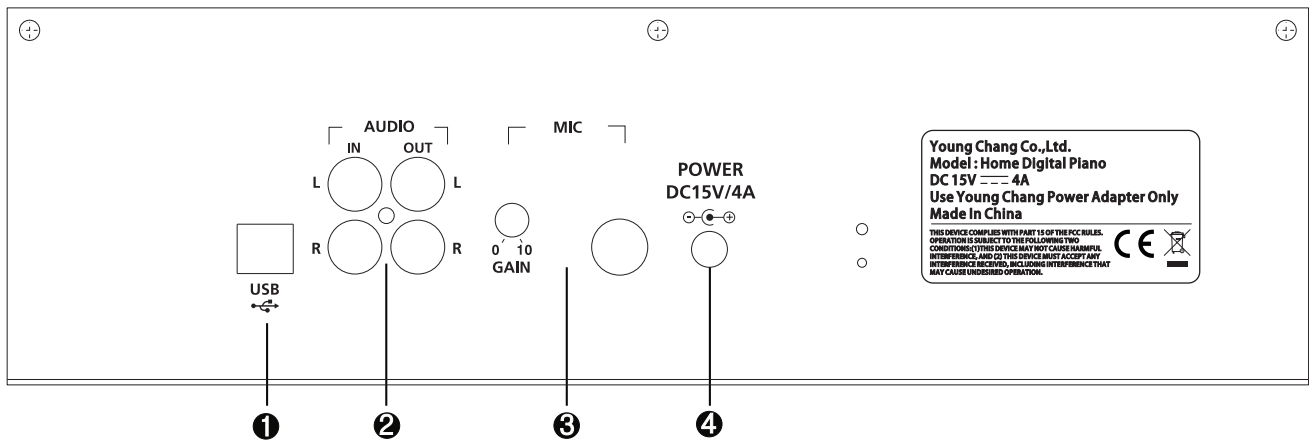 AUDIO
IN OUT
L L
R R
MIC
0 10
GAIN
POWER
DC15V/4A
USB
Young Chang Co.,Ltd.
Model : Home Digital Piano
DC 15V 4A
Use Young Chang Power Adapter Only
Made In China
THIS DEVICE COMPLIES WITH PART 15 OF THE FCC RULES.
OPERATION IS SUBJECT TO THE FOLLOWING TWO
CONDITIONS:(1)THIS DEVICE MAY NOT CAUSE HARMFUL
INTERFERENCE, AND (2) THIS DEVICE MUST ACCEPT ANY
INTERFERENCE RECEIVED, INCLUDING INTERFERENCE THAT
MAY CAUSE UNDESIRED OPERATION.
CE
1 2 3 4